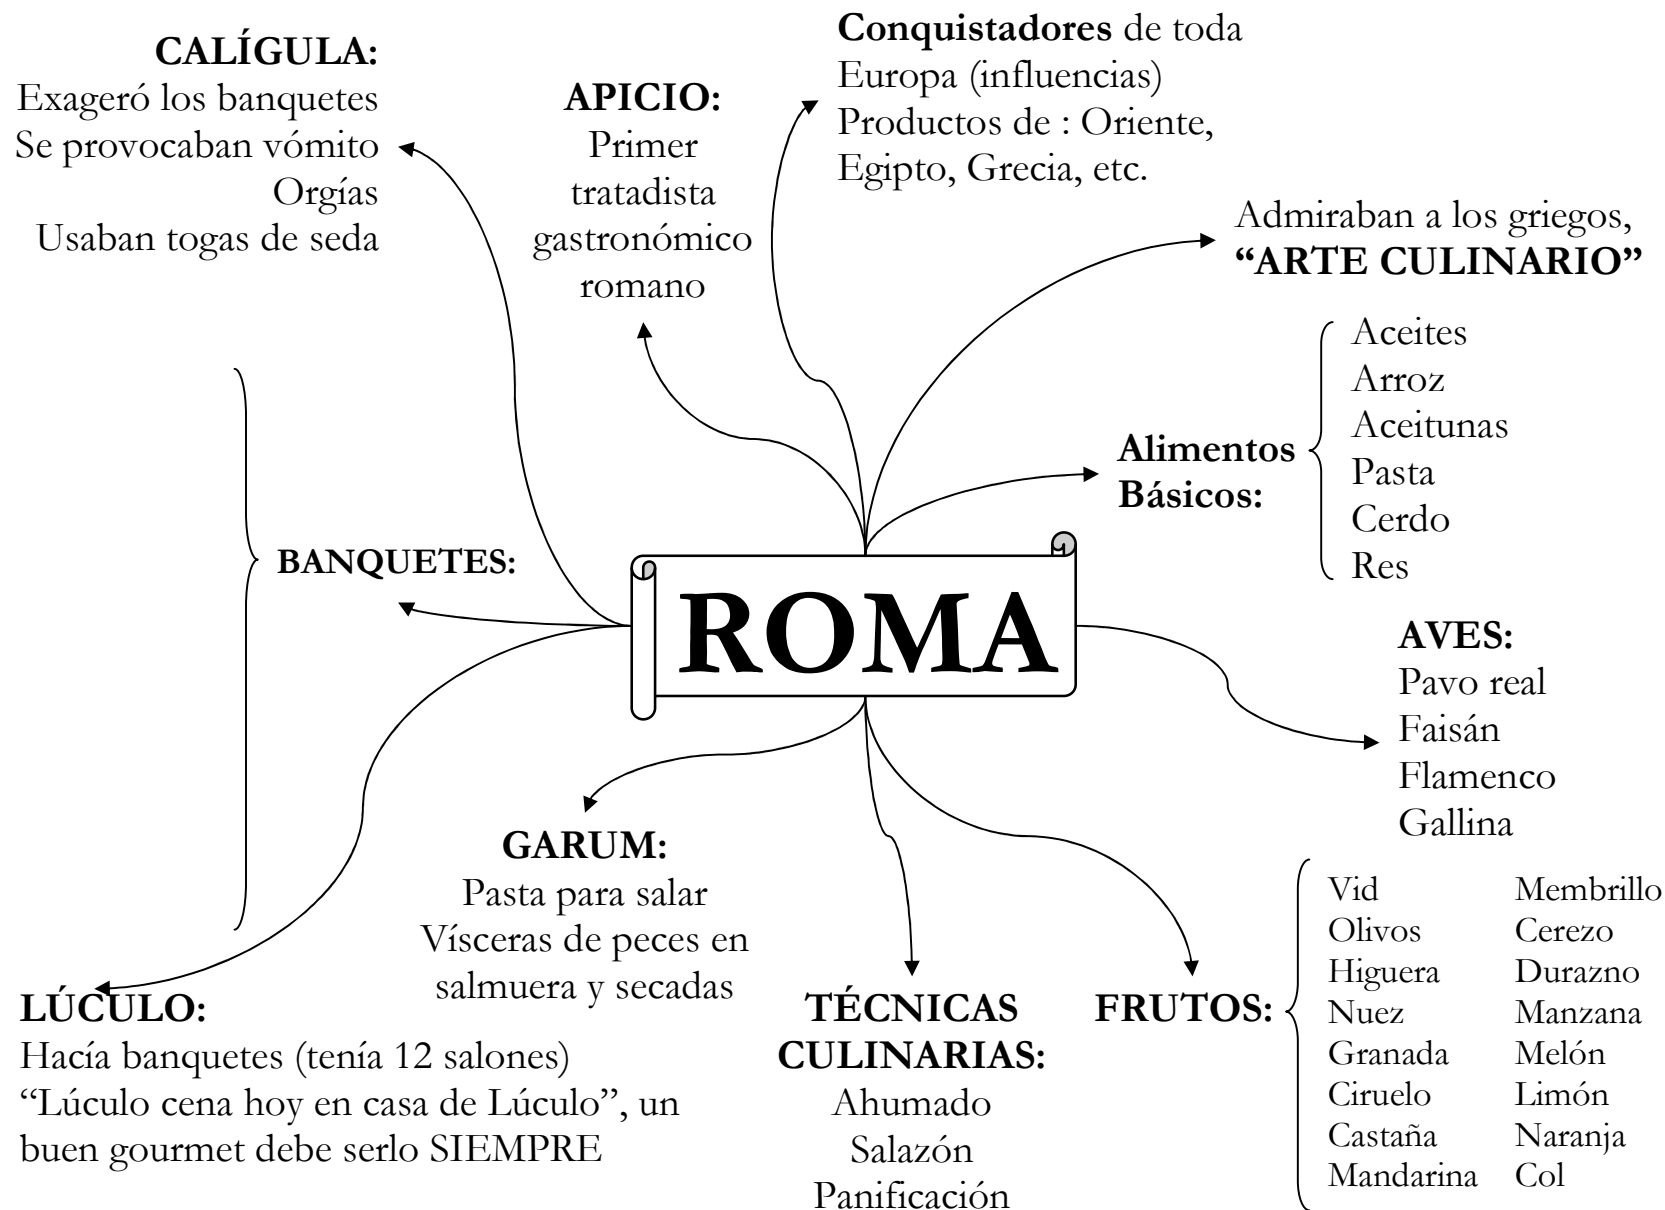 CALÍGULA:
Exageró los banquetes
Se provocaban vómito
Orgías
Usaban togas de seda
APICIO:
Primer
tratadista
gastronómico
romano
Conquistadores de toda
Europa (influencias)
Productos de : Oriente,
Egipto, Grecia, etc.
Admiraban a los griegos,
“ARTE CULINARIO”
Alimentos
Básicos:
Aceites
Arroz
Aceitunas
Pasta
Cerdo
Res
BANQUETES:
ROMA
AVES:
Pavo real
Faisán
Flamenco
Gallina
GARUM:
Pasta para salar
Vísceras de peces en
salmuera y secadas
LÚCULO:
Hacía banquetes (tenía 12 salones)
“Lúculo cena hoy en casa de Lúculo”, un
buen gourmet debe serlo SIEMPRE
TÉCNICAS
CULINARIAS:
Ahumado
Salazón
Panificación
FRUTOS:
Vid
Olivos
Higuera
Nuez
Granada
Ciruelo
Castaña
Mandarina
Membrillo
Cerezo
Durazno
Manzana
Melón
Limón
Naranja
Col